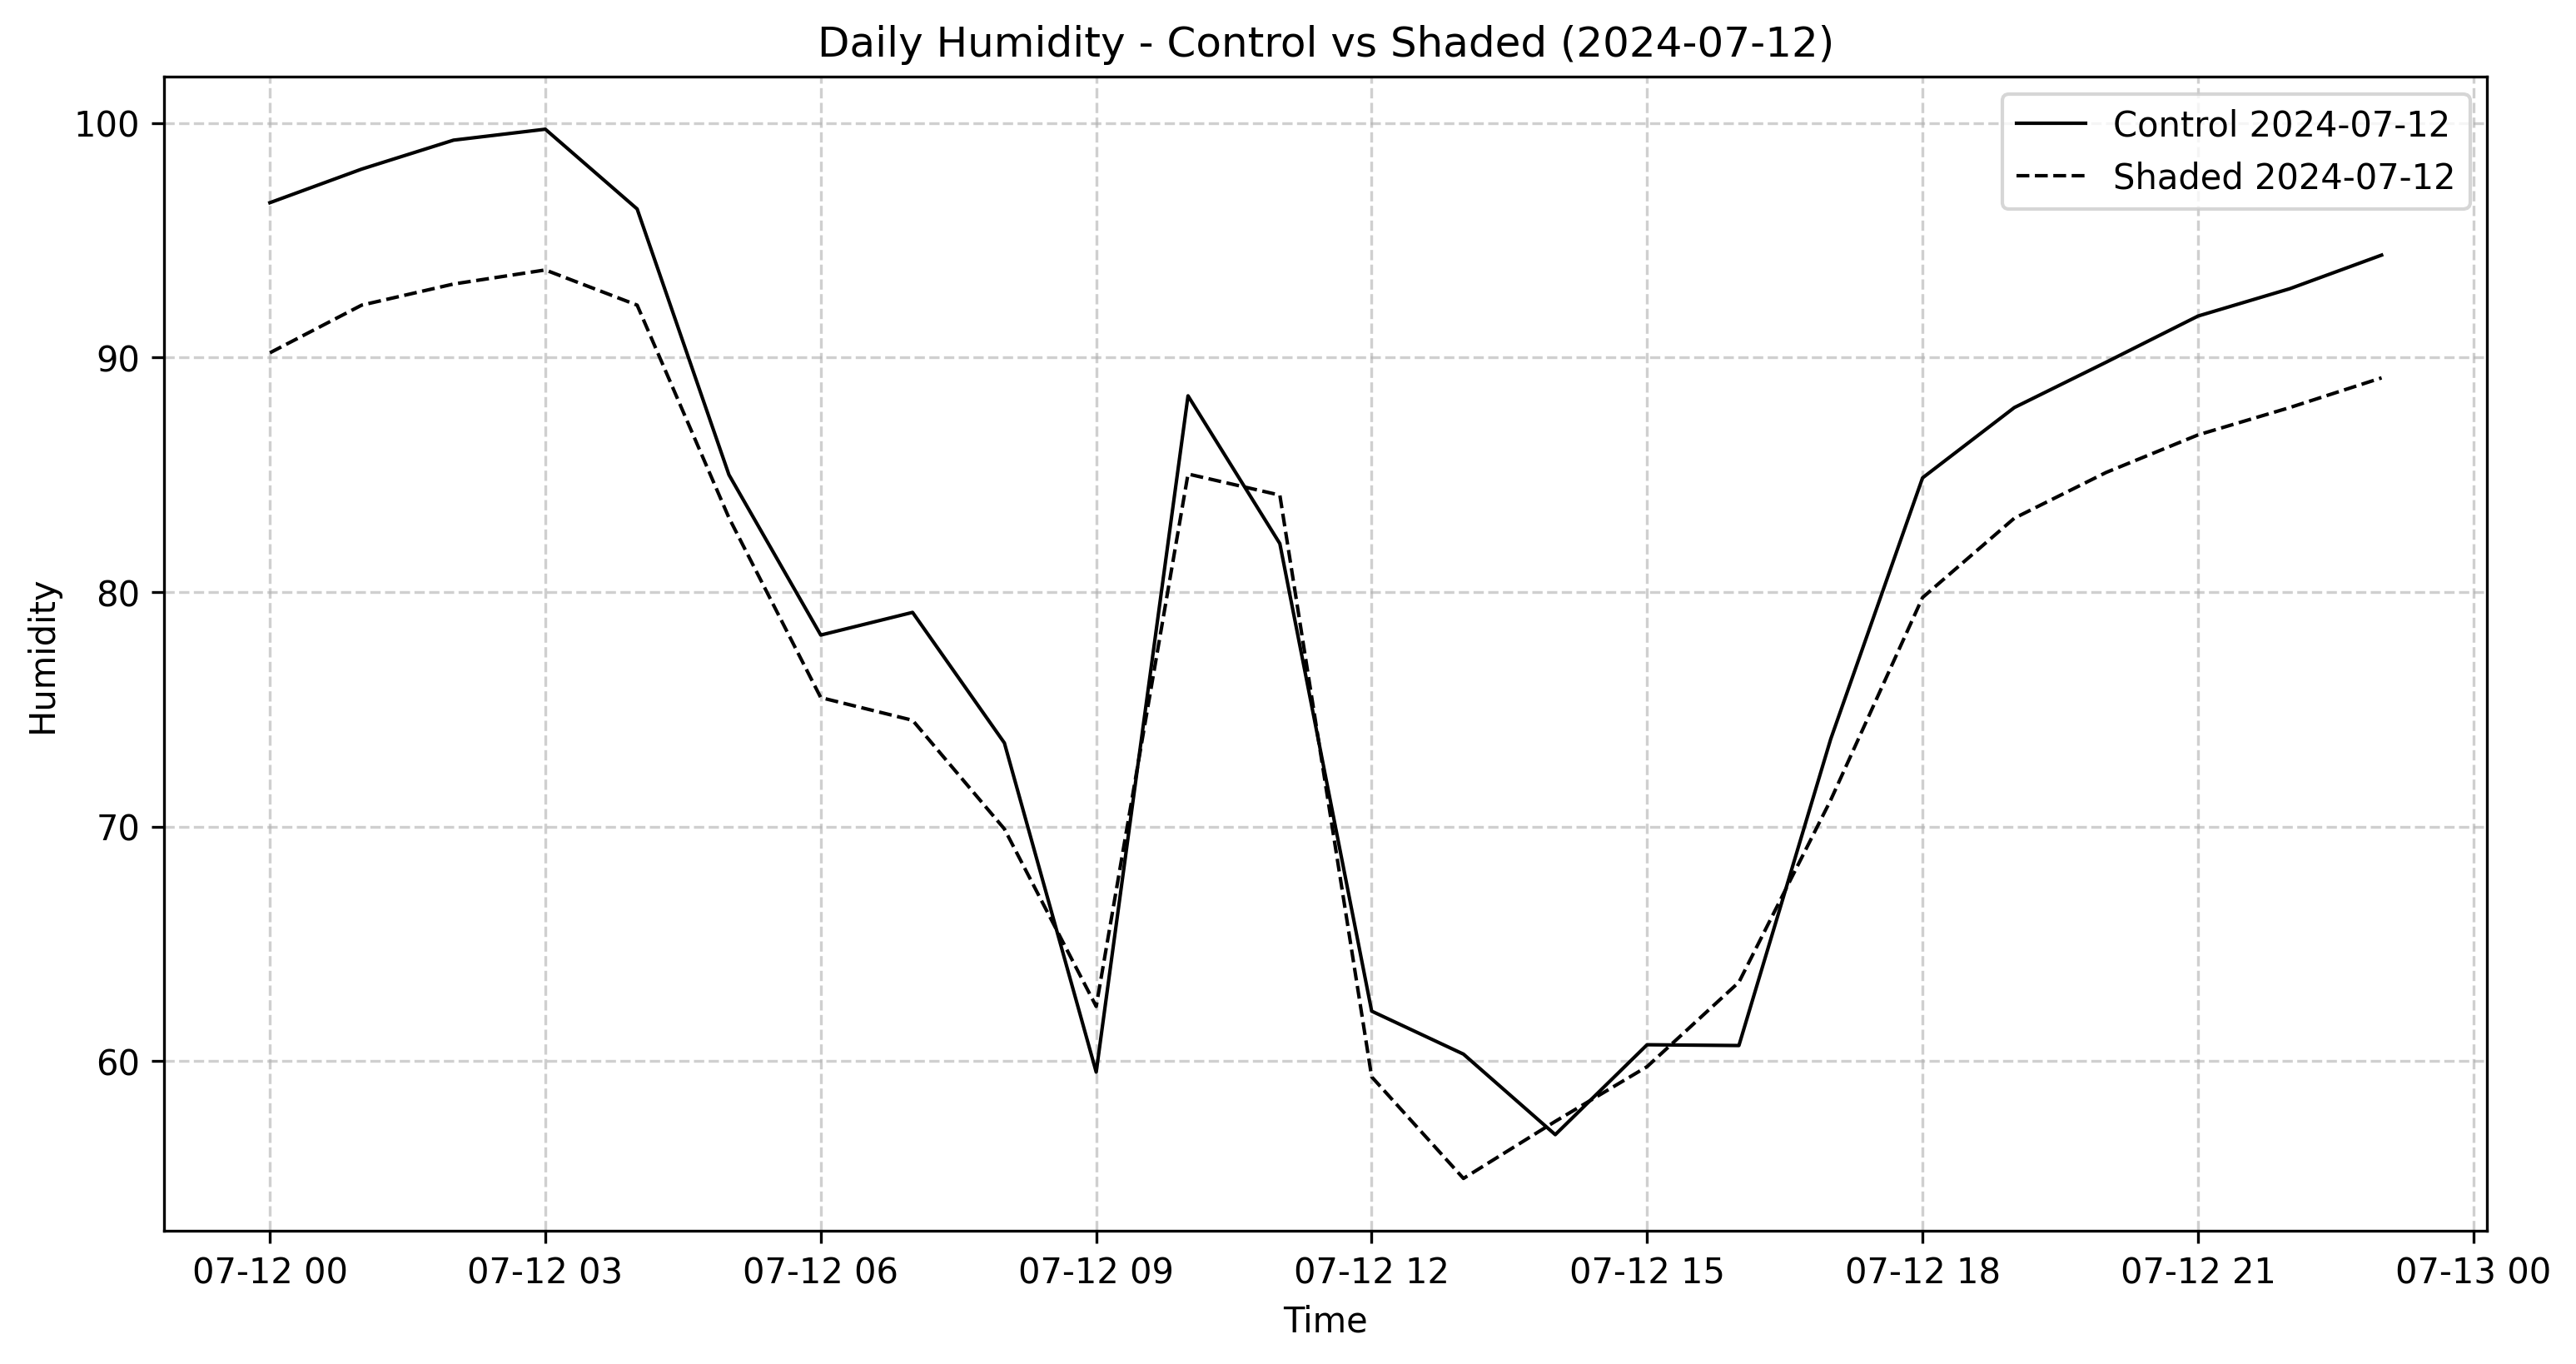 Daily Humidity - Control vs Shaded (2024-07-12)
Control 2024-07-12
Shaded 2024-07-12
Humidity
100
90
80
70
60
07-12 00
07-12 03
07-12 06
07-12 09
07-12 12
07-12 15
07-12 18
07-12 21
07-13 00
Time